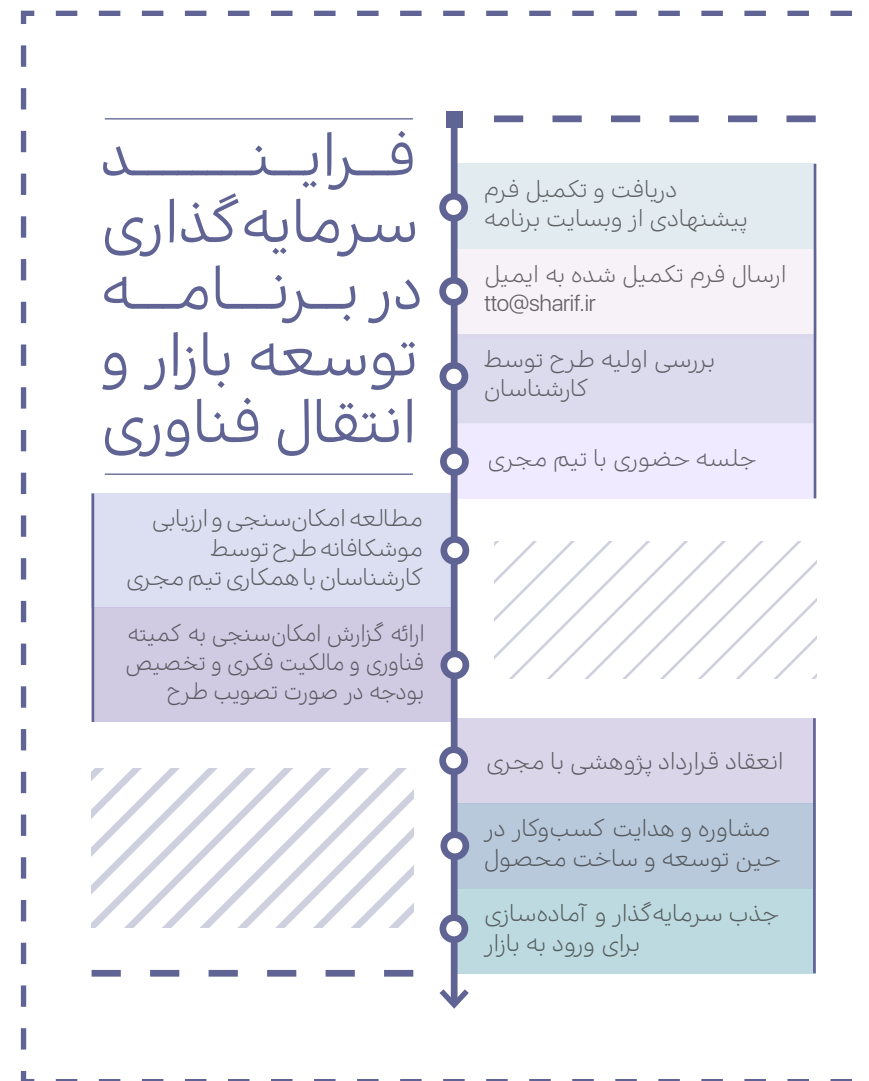 فرایند
سرمایه‌گذاری
در برنامه
توسعه بازار و
انتقال فناوری
دریافت و تکمیل فرم
پیشنهادی از وبسایت برنامه
ارسال فرم تکمیل شده به ایمیل
tto@sharif.ir
بررسی اولیه طرح توسط
کارشناسان
جلسه حضوری با تیم مجری
مطالعه امکان‌سنجی و ارزیابی
موشکافانه طرح توسط
کارشناسان با همکاری تیم مجری
ارائه گزارش امکان‌سنجی به کمیته
فناوری و مالکیت فکری و تخصیص
بودجه در صورت تصویب طرح
انعقاد قرارداد پژوهشی با مجری
مشاوره و هدایت کسب‌وکار در
حین توسعه و ساخت محصول
جذب سرمایه‌گذار و آماده‌سازی
برای ورود به بازار